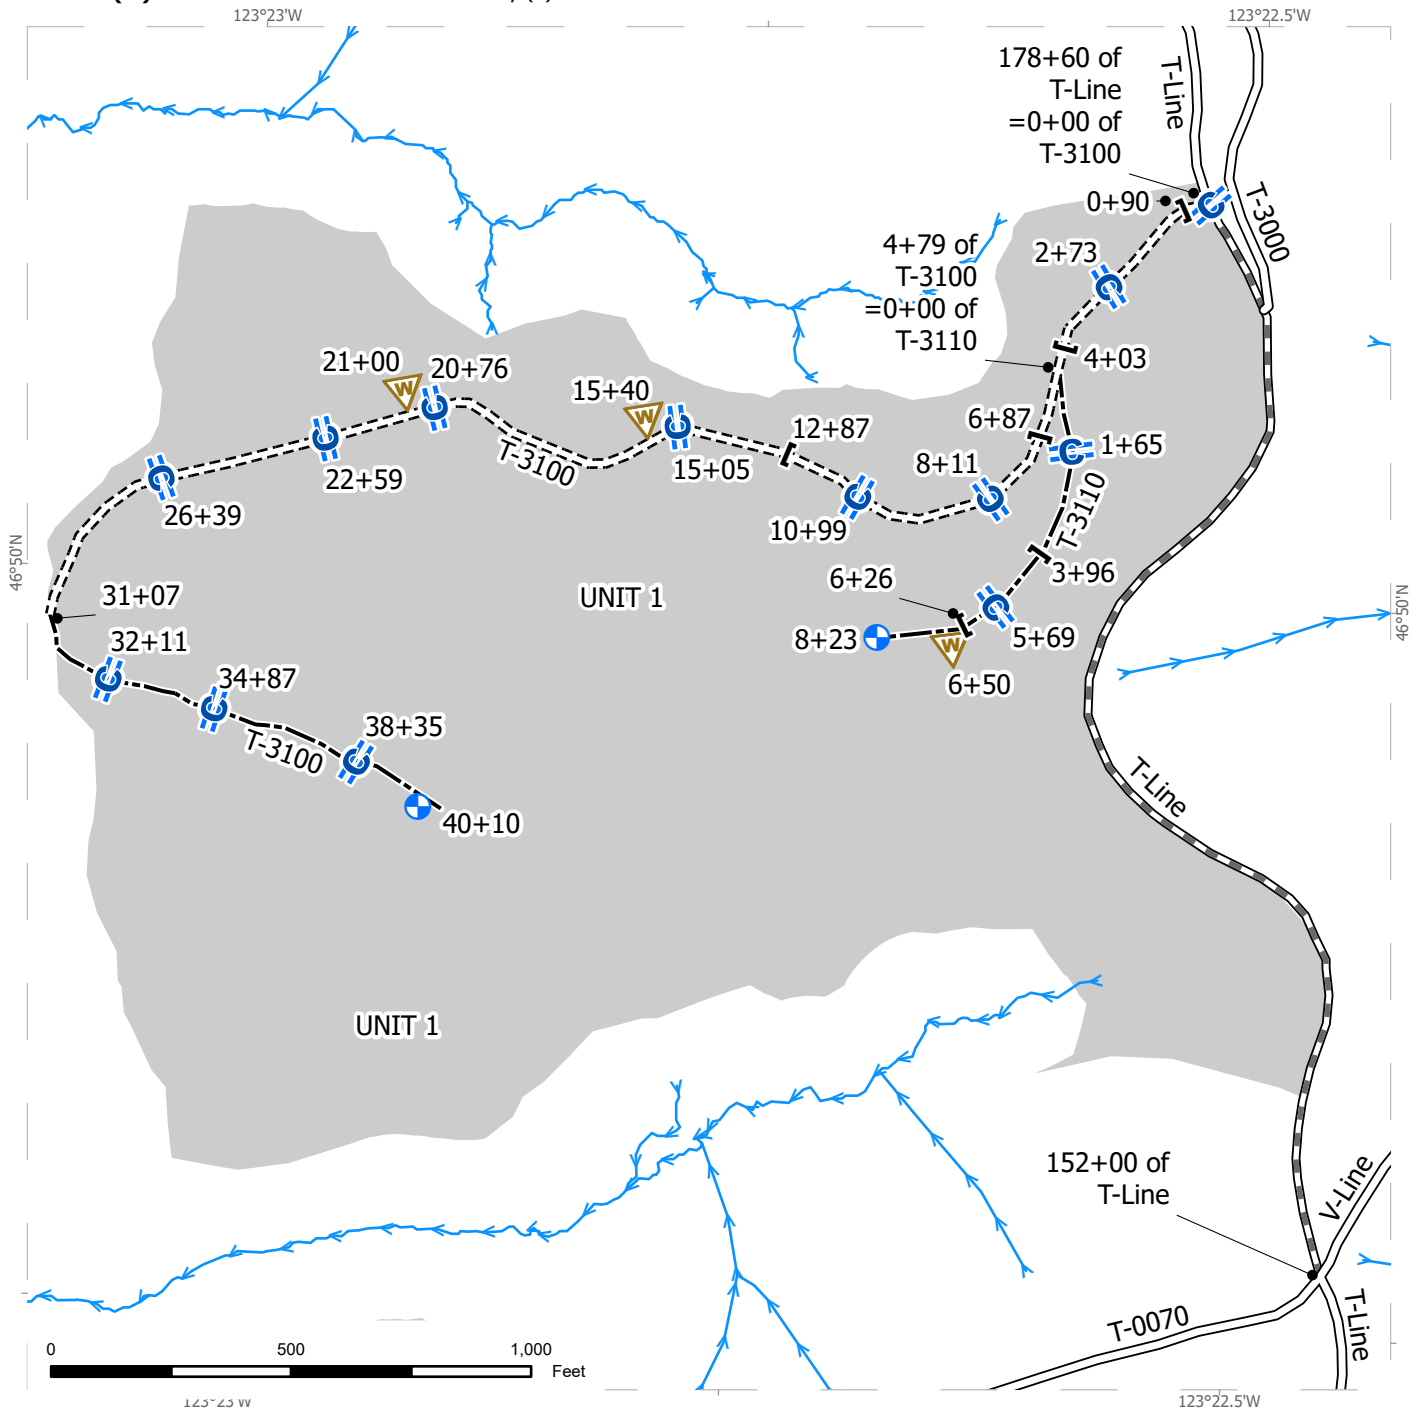 123°23'W
123°22.5'W
178+60 of
T-Line
=0+00 of
T-3100
T-Line
T-3000
0+90
2+73
4+79 of
T-3100
=0+00 of
T-3110
4+03
21+00
20+76
15+40
12+87
6+87
1+65
8+11
T-3100
15+05
22+59
26+39
10+99
T-3110
46°50'N
46°50'N
3+96
6+26
UNIT 1
31+07
32+11
8+23
5+69
6+50
34+87
38+35
T-3100
T-Line
40+10
UNIT 1
152+00 of
T-Line
V-Line
T-0070
T-Line
0
500
1,000
Feet
123°23'W
123°22.5'W
C
C
C
C
C
C
C
C
C
C
C
C
C
W
W
W